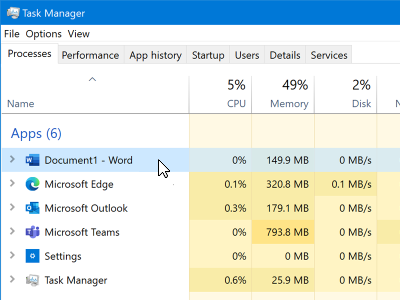 Task Manager
File Options View
Processes Performance App history Startup Users Details Services
5% 49% 2%
Name CPU Memory Disk N
Apps (6)
Document1 - Word 0% 149.9 MB 0 MB/s
Microsoft Edge 0.1% 320.8 MB 0.1 MB/s
Microsoft Outlook 0.3% 179.1 MB 0 MB/s
Microsoft Teams 0% 793.8 MB 0 MB/s
Settings 0% 0 MB 0 MB/s
Task Manager 0.6% 25.9 MB 0 MB/s